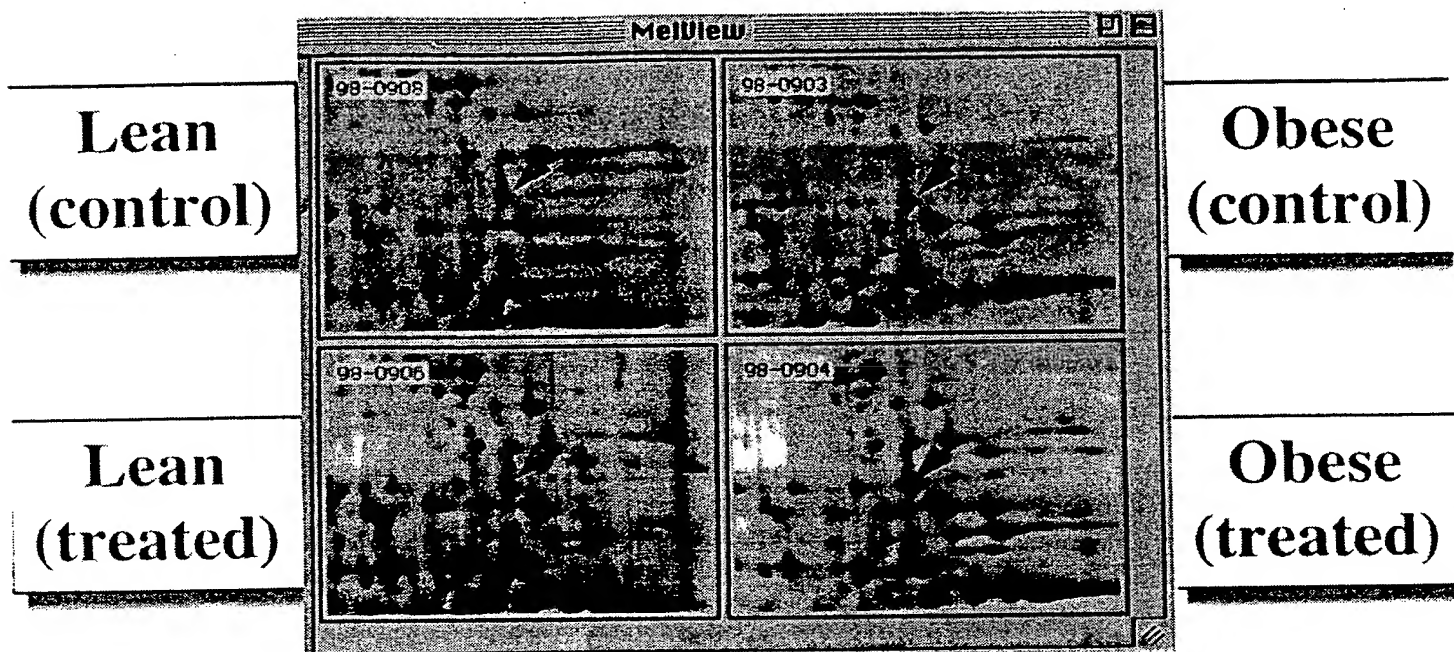 MelView
98-0908
98-0903
Lean
(control)
Obese
(control)
98-0906
98-0904
Lean
(treated)
Obese
(treated)